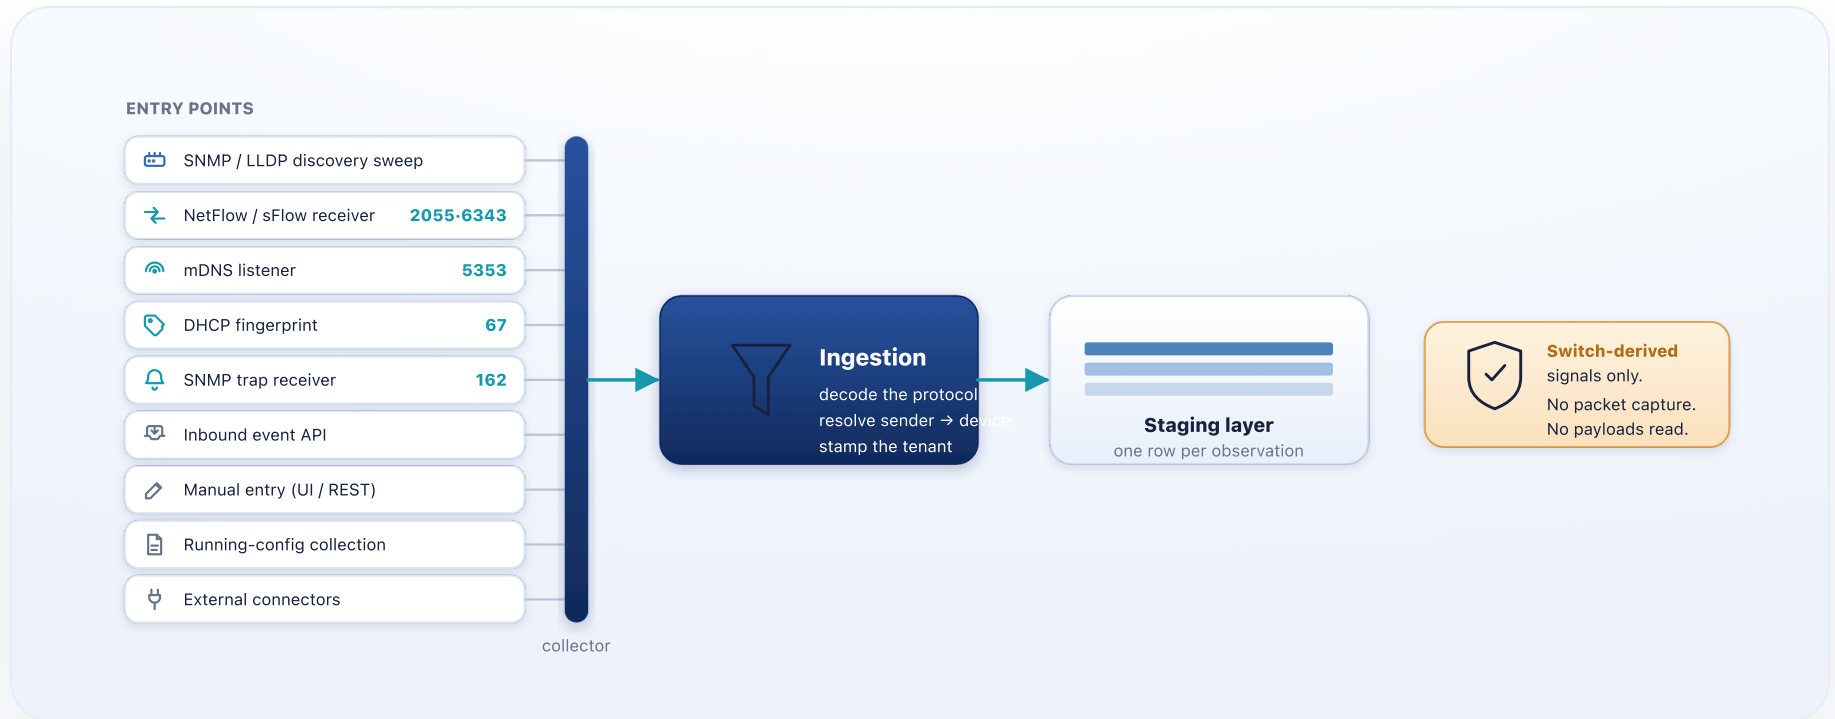 ENTRY POINTS
SNMP / LLDP discovery sweep
NetFlow / sFlow receiver 2055·6343
mDNS listener 5353
DHCP fingerprint 67
SNMP trap receiver 162
Inbound event API
Manual entry (UI / REST)
Running-config collection
External connectors
collector
Ingestion
decode the protocol
resolve sender → device
stamp the tenant
Staging layer
one row per observation
Switch-derived
signals only.
No packet capture.
No payloads read.